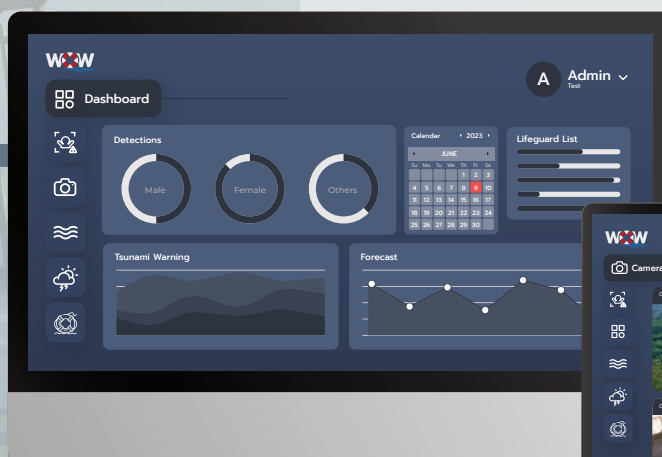 WOW
Dashboard
A
Admin
Test
Detections
Male
Female
Others
Calendar
2023
JUNE
Su Mo Tu We Th Fr Sa
1 2 3
4 5 6 7 8 9 10
11 12 13 14 15 16 17
18 19 20 21 22 23 24
25 26 27 28 29 30
Lifeguard List
Tsunami Warning
Forecast
WOW
Camera